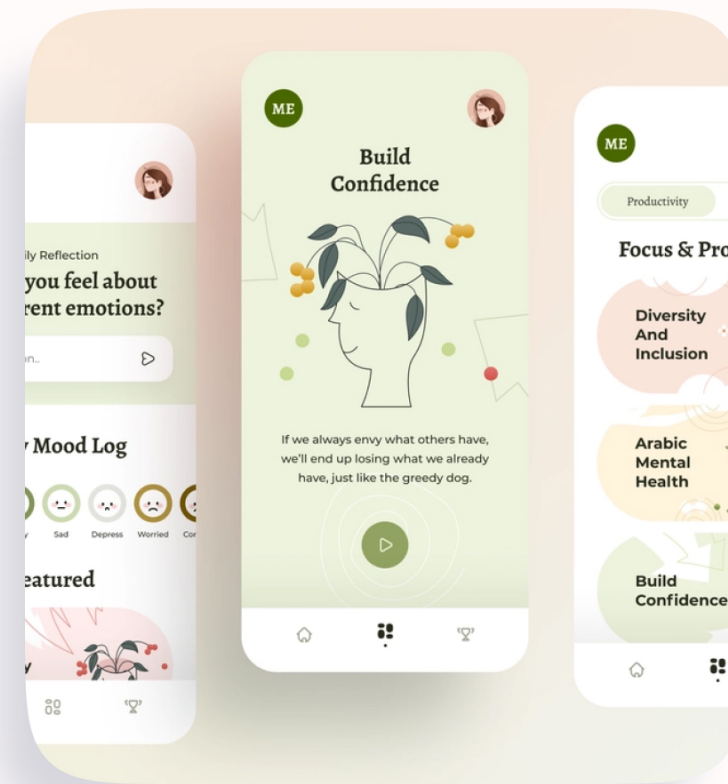 ily Reflection
you feel about
rent emotions?
n..
Mood Log
Sad
Depress
Worried
eatured
ME
Build
Confidence
If we always envy what others have,
we'll end up losing what we already
have, just like the greedy dog.
ME
Productivity
Focus & Pro
Diversity
And
Inclusion
Arabic
Mental
Health
Build
Confidence